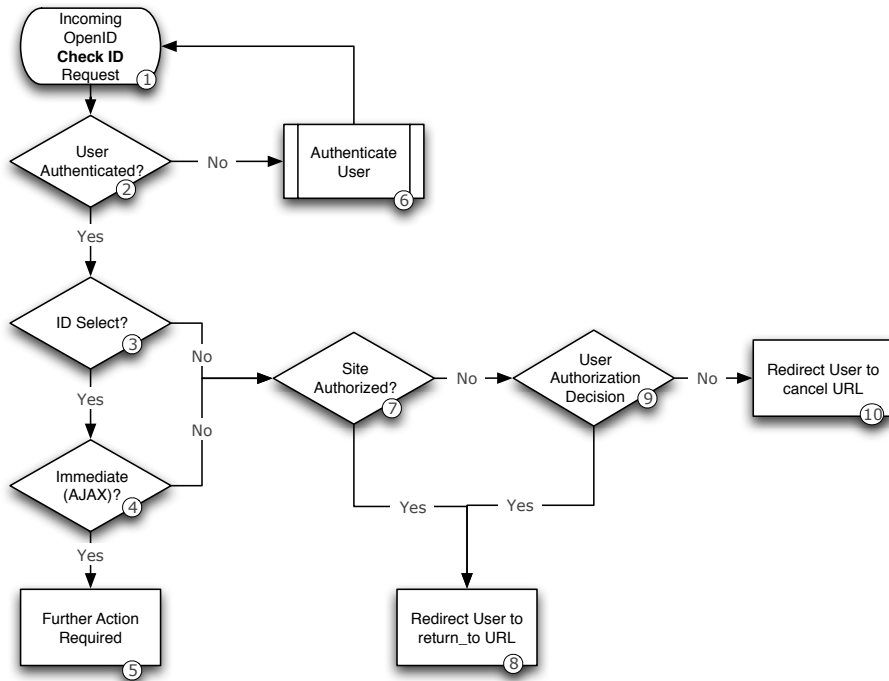 Incoming
OpenID
Check ID
Request
1
User
Authenticated?
2
No
Authenticate
User
6
Yes
ID Select?
3
No
Yes
No
Immediate
(AJAX)?
4
Yes
Further Action
Required
5
Site
Authorized?
7
No
User
Authorization
Decision
9
No
Redirect User to
cancel URL
10
Yes
Yes
Redirect User to
return_to URL
8